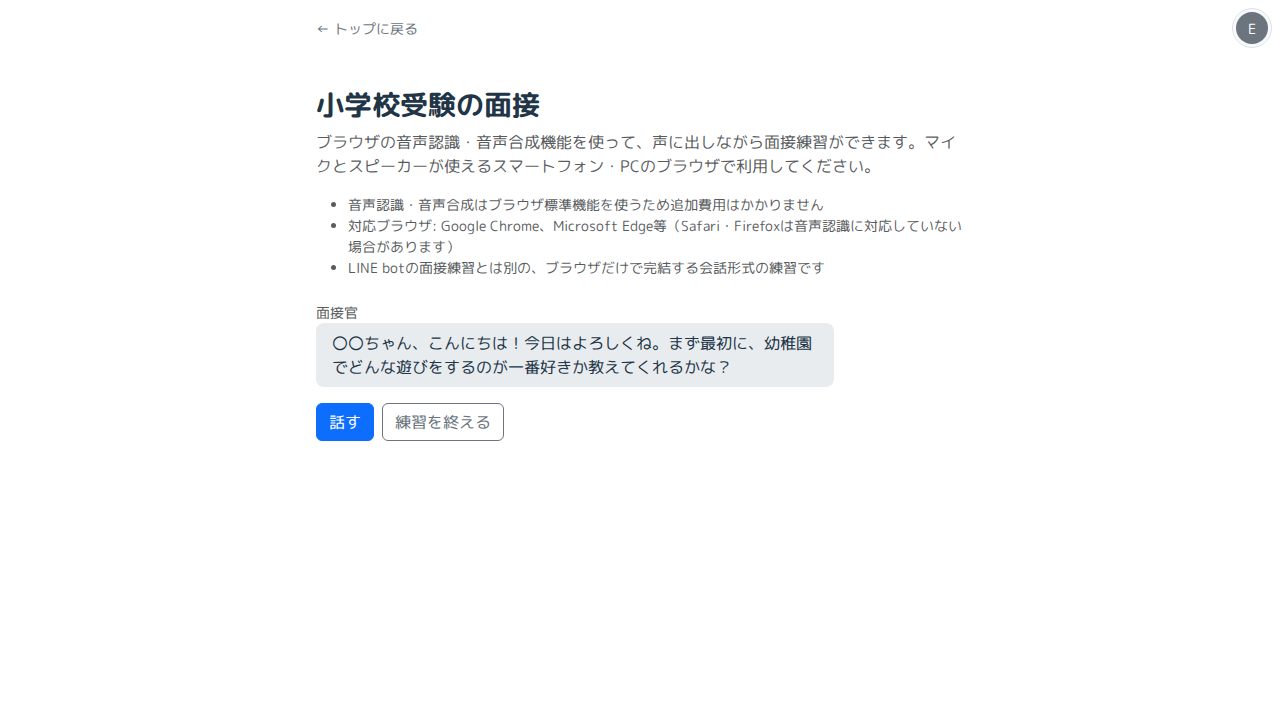 ← トップに戻る
E
小学校受験の面接
ブラウザの音声認識・音声合成機能を使って、声に出しながら面接練習ができます。マイ
クとスピーカーが使えるスマートフォン・PCのブラウザで利用してください。
• 音声認識・音声合成はブラウザ標準機能を使うため追加費用はかかりません
• 対応ブラウザ: Google Chrome、Microsoft Edge等（Safari・Firefoxは音声認識に対応していない
場合があります）
• LINE botの面接練習とは別の、ブラウザだけで完結する会話形式の練習です
面接官
〇〇ちゃん、こんにちは！今日はよろしくね。まず最初に、幼稚園
でどんな遊びをするのが一番好きか教えてくれるかな？
話す
練習を終える